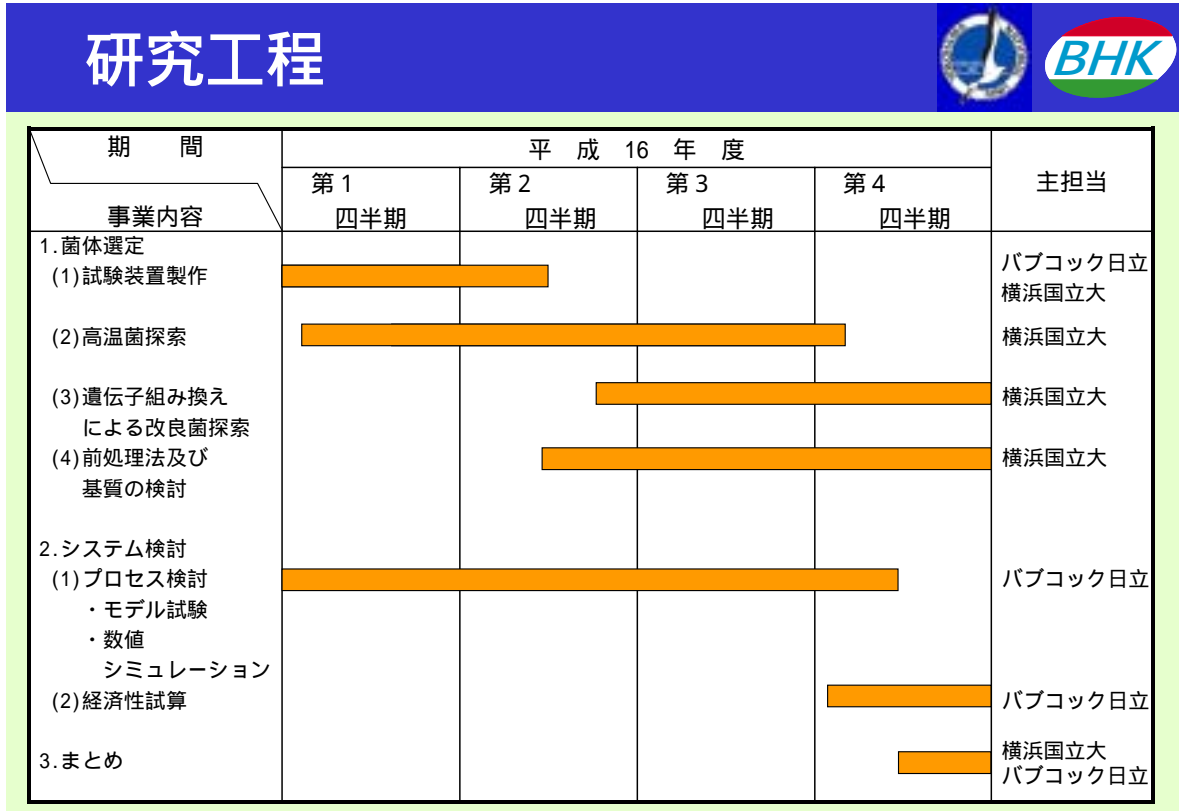 研究工程
BHK
期　　間
平　成　16　年　度
主担当
事業内容
第１
四半期
第２
四半期
第３
四半期
第４
四半期
1.菌体選定
(1)試験装置製作
バブコック日立
横浜国立大
(2)高温菌探索
横浜国立大
(3)遺伝子組み換え
による改良菌探索
横浜国立大
(4)前処理法及び
基質の検討
横浜国立大
2.システム検討
(1)プロセス検討
バブコック日立
・モデル試験
・数値
シミュレーション
(2)経済性試算
バブコック日立
3.まとめ
横浜国立大
バブコック日立